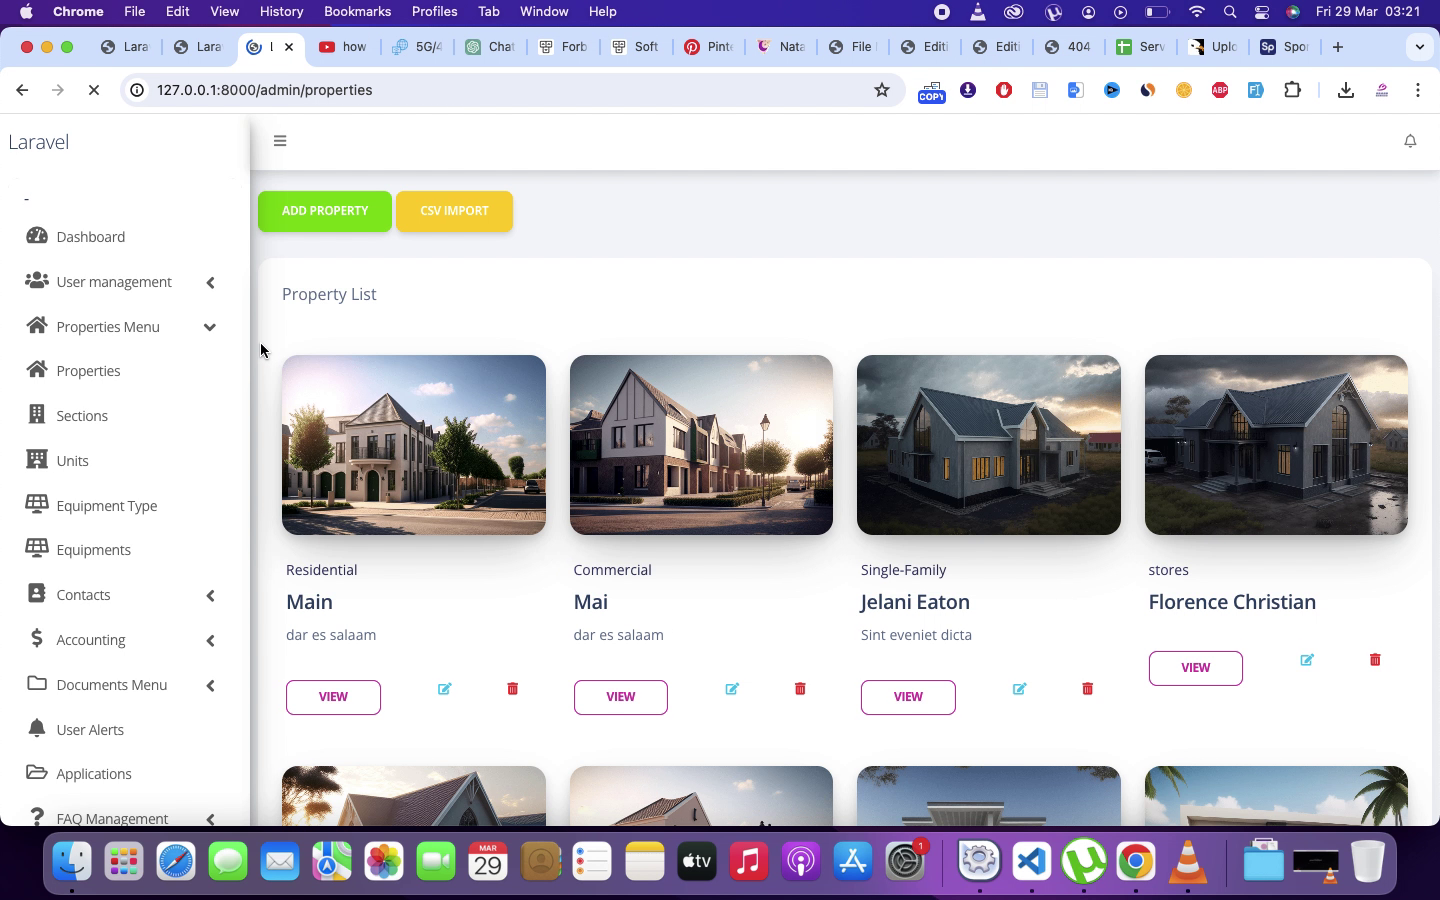 Chrome File Edit View History Bookmarks Profiles Tab Window Help Fri 29 Mar 03:21
Lara Lara L how 5G/4 Chat Forb Soft Pint Nata File Editi Editi 404 Serv Uplo Sp Spor
127.0.0.1:8000/admin/properties COPY ABP
Laravel
-
Dashboard
User management
Properties Menu
Properties
Sections
Units
Equipment Type
Equipments
Contacts
Accounting
Documents Menu
User Alerts
Applications
FAQ Management
ADD PROPERTY CSV IMPORT
Property List
Residential
Main
dar es salaam
VIEW
Commercial
Mai
dar es salaam
VIEW
Single-Family
Jelani Eaton
Sint eveniet dicta
VIEW
stores
Florence Christian
VIEW
MAR
29
tv
1